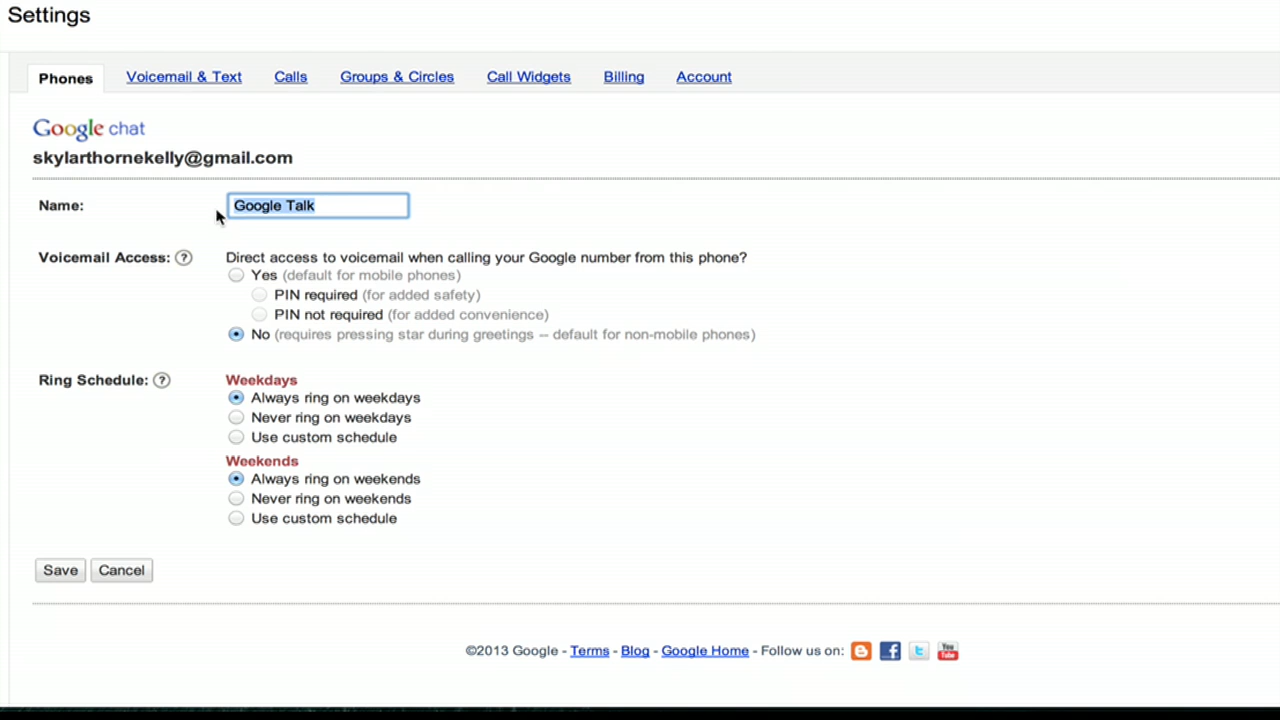 Settings
Phones Voicemail & Text Calls Groups & Circles Call Widgets Billing Account
Google chat
skylarthornekelly@gmail.com
Name: Google Talk
Voicemail Access: ? Direct access to voicemail when calling your Google number from this phone?
Yes (default for mobile phones)
PIN required (for added safety)
PIN not required (for added convenience)
No (requires pressing star during greetings -- default for non-mobile phones)
Ring Schedule: ? Weekdays
Always ring on weekdays
Never ring on weekdays
Use custom schedule
Weekends
Always ring on weekends
Never ring on weekends
Use custom schedule
Save Cancel
©2013 Google - Terms - Blog - Google Home - Follow us on: B f t You Tube